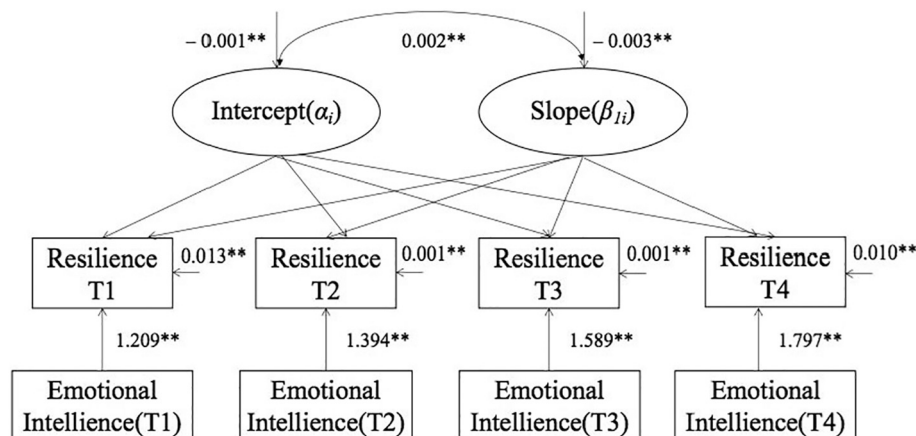 – 0.001**
0.002**
– 0.003**
Intercept(αi)
Slope(β1i)
Resilience
T1
0.013**
Resilience
T2
0.001**
Resilience
T3
0.001**
Resilience
T4
0.010**
1.209**
1.394**
1.589**
1.797**
Emotional
Intellience(T1)
Emotional
Intellience(T2)
Emotional
Intellience(T3)
Emotional
Intellience(T4)